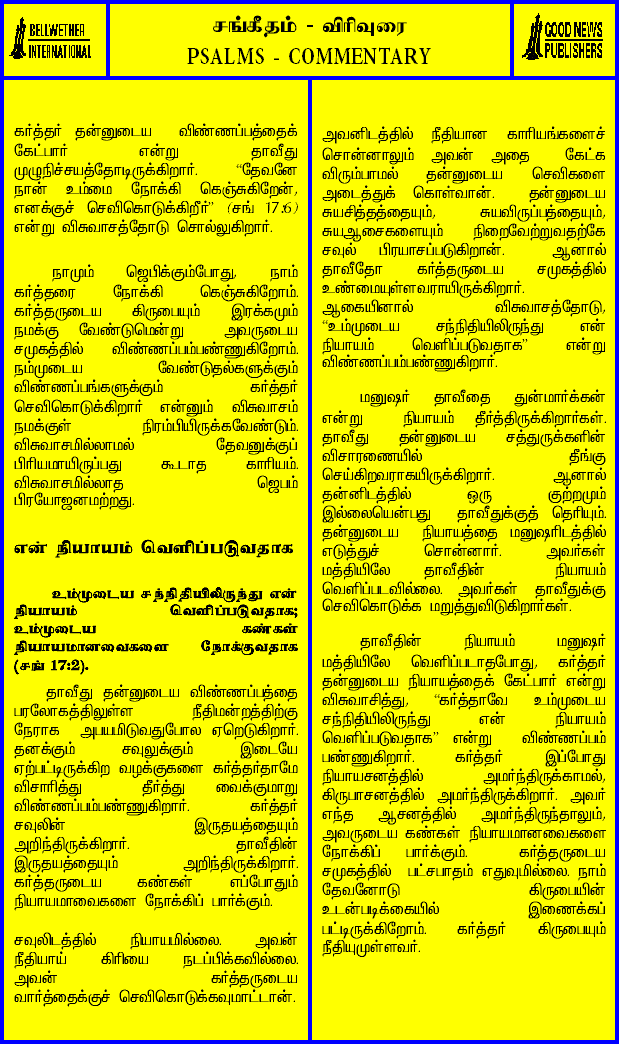 BELLWETHER
INTERNATIONAL
சங்கீதம் - விரிவுரை
PSALMS - COMMENTARY
GOOD NEWS
PUBLISHERS
கர்த்தர் தன்னுடைய விண்ணப்பத்தைக்
கேட்பார் என்று தாவீது
முழுநிச்சயத்தோடிருக்கிறார். “தேவனே
நான் உம்மை நோக்கி கெஞ்சுகிறேன்,
எனக்குச் செவிகொடுக்கிறீர்” (சங் 17:6)
என்று விசுவாசத்தோடு சொல்லுகிறார்.
நாமும் ஜெபிக்கும்போது, நாம்
கர்த்தரை நோக்கி கெஞ்சுகிறோம்.
கர்த்தருடைய கிருபையும் இரக்கமும்
நமக்கு வேண்டுமென்று அவருடைய
சமுகத்தில் விண்ணப்பம்பண்ணுகிறோம்.
நம்முடைய வேண்டுதல்களுக்கும்
விண்ணப்பங்களுக்கும் கர்த்தர்
செவிகொடுக்கிறார் என்னும் விசுவாசம்
நமக்குள் நிரம்பியிருக்கவேண்டும்.
விசுவாசமில்லாமல் தேவனுக்குப்
பிரியமாயிருப்பது கூடாத காரியம்.
விசுவாசமில்லாத ஜெபம்
பிரயோஜனமற்றது.
என் நியாயம் வெளிப்படுவதாக
உம்முடைய சந்நிதியிலிருந்து என்
நியாயம் வெளிப்படுவதாக;
உம்முடைய கண்கள்
நியாயமானவைகளை நோக்குவதாக
(சங் 17:2).
தாவீது தன்னுடைய விண்ணப்பத்தை
பரலோகத்திலுள்ள நீதிமன்றத்திற்கு
நேராக அபயமிடுவதுபோல ஏறெடுகிறார்.
தனக்கும் சவுலுக்கும் இடையே
ஏற்பட்டிருக்கிற வழக்குகளை கர்த்தர்தாமே
விசாரித்து தீர்த்து வைக்குமாறு
விண்ணப்பம்பண்ணுகிறார். கர்த்தர்
சவுலின் இருதயத்தையும்
அறிந்திருக்கிறார். தாவீதின்
இருதயத்தையும் அறிந்திருக்கிறார்.
கர்த்தருடைய கண்கள் எப்போதும்
நியாயமாவைகளை நோக்கிப் பார்க்கும்.
சவுலிடத்தில் நியாயமில்லை. அவன்
நீதியாய் கிரியை நடப்பிக்கவில்லை.
அவன் கர்த்தருடைய
வார்த்தைக்குச் செவிகொடுக்கவுமாட்டான்.
அவனிடத்தில் நீதியான காரியங்களைச்
சொன்னாலும் அவன் அதை கேட்க
விரும்பாமல் தன்னுடைய செவிகளை
அடைத்துக் கொள்வான். தன்னுடைய
சுயசித்தத்தையும், சுயவிருப்பத்தையும்,
சுயஆசைகளையும் நிறைவேற்றுவதற்கே
சவுல் பிரயாசப்படுகிறான். ஆனால்
தாவீதோ கர்த்தருடைய சமுகத்தில்
உண்மையுள்ளவராயிருக்கிறார்.
ஆகையினால் விசுவாசத்தோடு,
“உம்முடைய சந்நிதியிலிருந்து என்
நியாயம் வெளிப்படுவதாக” என்று
விண்ணப்பம்பண்ணுகிறார்.
மனுஷர் தாவீதை துன்மார்க்கன்
என்று நியாயம் தீர்த்திருக்கிறார்கள்.
தாவீது தன்னுடைய சத்துருக்களின்
விசாரணையில் தீங்கு
செய்கிறவராகயிருக்கிறார். ஆனால்
தன்னிடத்தில் ஒரு குற்றமும்
இல்லையென்பது தாவீதுக்குத் தெரியும்.
தன்னுடைய நியாயத்தை மனுஷரிடத்தில்
எடுத்துச் சொன்னார். அவர்கள்
மத்தியிலே தாவீதின் நியாயம்
வெளிப்படவில்லை. அவர்கள் தாவீதுக்கு
செவிகொடுக்க மறுத்துவிடுகிறார்கள்.
தாவீதின் நியாயம் மனுஷர்
மத்தியிலே வெளிப்படாதபோது, கர்த்தர்
தன்னுடைய நியாயத்தைக் கேட்பார் என்று
விசுவாசித்து, “கர்த்தாவே உம்முடைய
சந்நிதியிலிருந்து என் நியாயம்
வெளிப்படுவதாக” என்று விண்ணப்பம்
பண்ணுகிறார். கர்த்தர் இப்போது
நியாயசனத்தில் அமர்ந்திருக்காமல்,
கிருபாசனத்தில் அமர்ந்திருக்கிறார். அவர்
எந்த ஆசனத்தில் அமர்ந்திருந்தாலும்,
அவருடைய கண்கள் நியாயமானவைகளை
நோக்கிப் பார்க்கும். கர்த்தருடைய
சமுகத்தில் பட்சபாதம் எதுவுமில்லை. நாம்
தேவனோடு கிருபையின்
உடன்படிக்கையில் இணைக்கப்
பட்டிருக்கிறோம். கர்த்தர் கிருபையும்
நீதியுமுள்ளவர்.